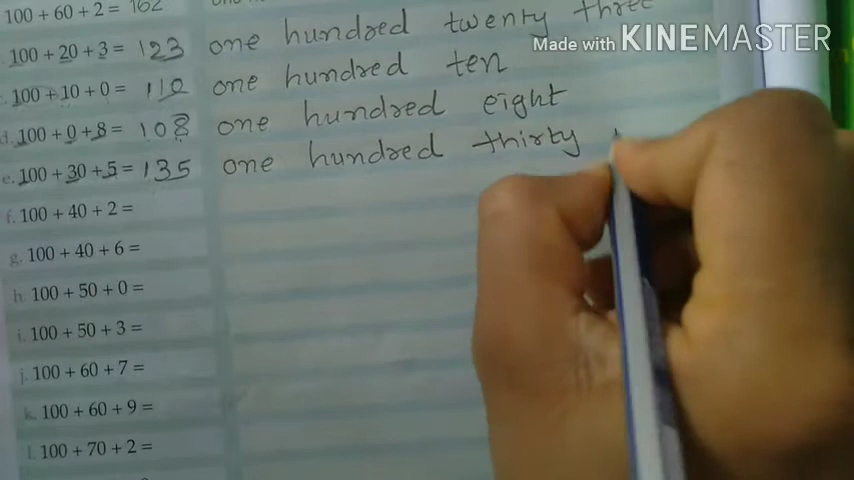 100 + 60 + 2 = 162
100 + 20 + 3 = 123 one hundred twenty three
Made with KINEMASTER
c. 100 + 10 + 0 = 110 one hundred ten
d. 100 + 0 + 8 = 108 one hundred eight
e. 100 + 30 + 5 = 135 one hundred thirty
f. 100 + 40 + 2 =
g. 100 + 40 + 6 =
h. 100 + 50 + 0 =
i. 100 + 50 + 3 =
j. 100 + 60 + 7 =
k. 100 + 60 + 9 =
l. 100 + 70 + 2 =